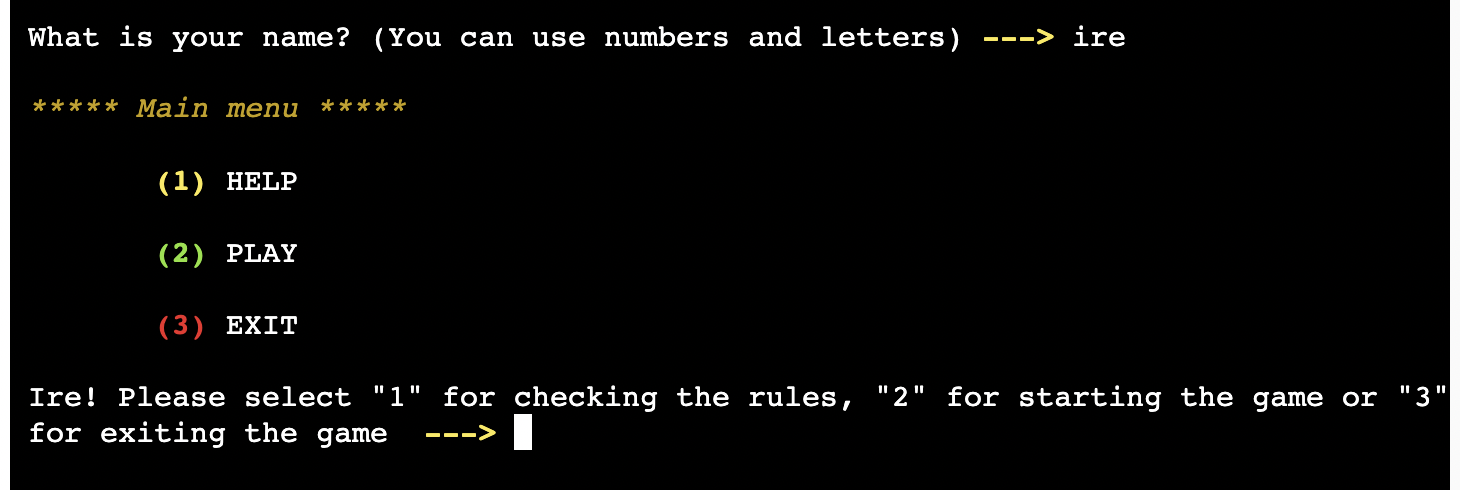 What is your name? (You can use numbers and letters) ---> ire
***** Main menu *****
(1) HELP
(2) PLAY
(3) EXIT
Ire! Please select "1" for checking the rules, "2" for starting the game or "3"
for exiting the game --->